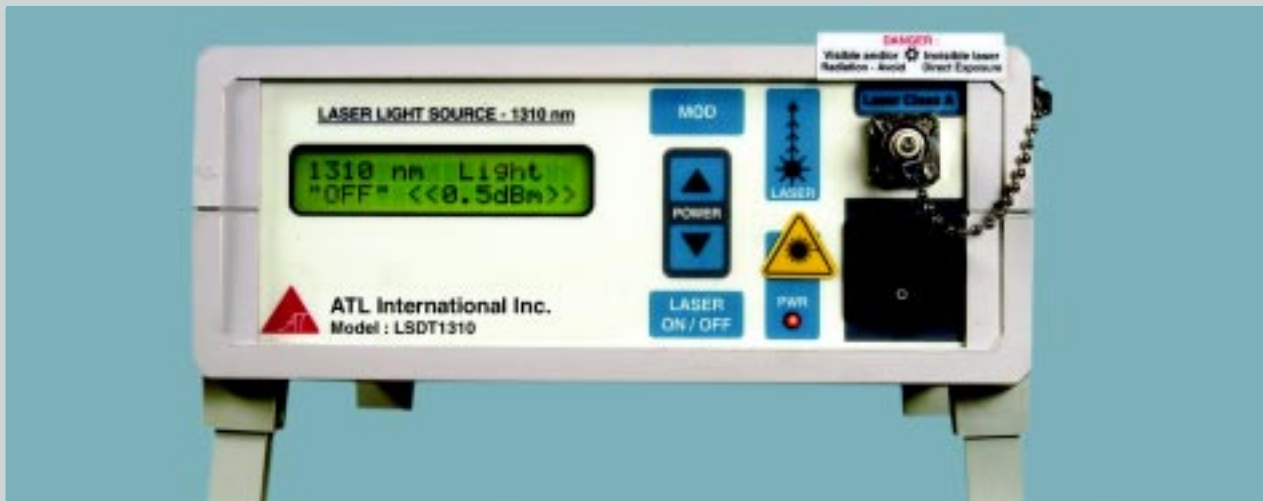 DANGER :
Visible and/or Invisible laser
Radiation - Avoid Direct Exposure
Laser Class A
LASER LIGHT SOURCE - 1310 nm
MOD
1310 nm Light
"OFF" <<0.5dBm>>
LASER
POWER
ATL International Inc.
Model : LSDT1310
LASER
ON / OFF
PWR